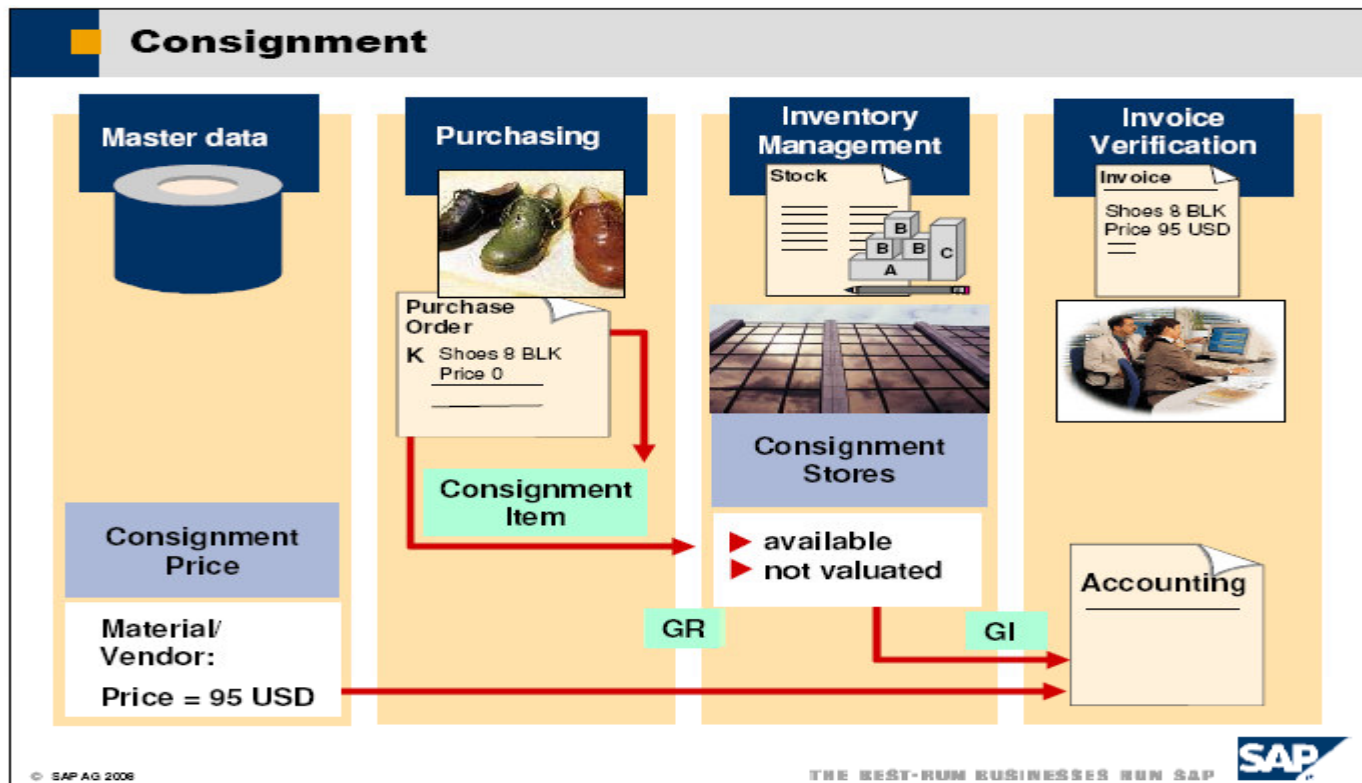 Consignment
Master data
Consignment
Price
Material/
Vendor:
Price = 95 USD
Purchasing
Purchase
Order
K Shoes 8 BLK
Price 0
Consignment
Item
GR
Inventory
Management
Stock
B
B B
A C
Consignment
Stores
available
not valuated
GI
Invoice
Verification
Invoice
Shoes 8 BLK
Price 95 USD
Accounting
© SAP AG 2008
THE BEST-RUN BUSINESSES RUN SAP
SAP